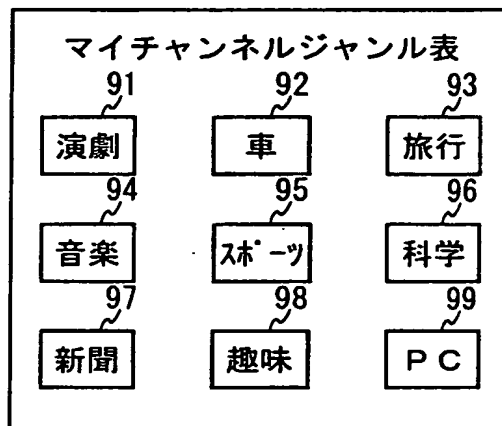 マイチャンネルジャンル表
91 92 93
演劇 車 旅行
94 95 96
音楽 スポーツ 科学
97 98 99
新聞 趣味 PC